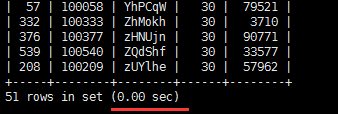 |  57 | 100058 | YhPCqW |  30 | 79521 |
| 332 | 100333 | ZhMokh |  30 |  3710 |
| 376 | 100377 | zHNUjn |  30 | 90771 |
| 539 | 100540 | ZQdShf |  30 | 33577 |
| 208 | 100209 | zUYlhe |  30 | 57962 |
+-----+--------+--------+-----+-------+
51 rows in set (0.00 sec)